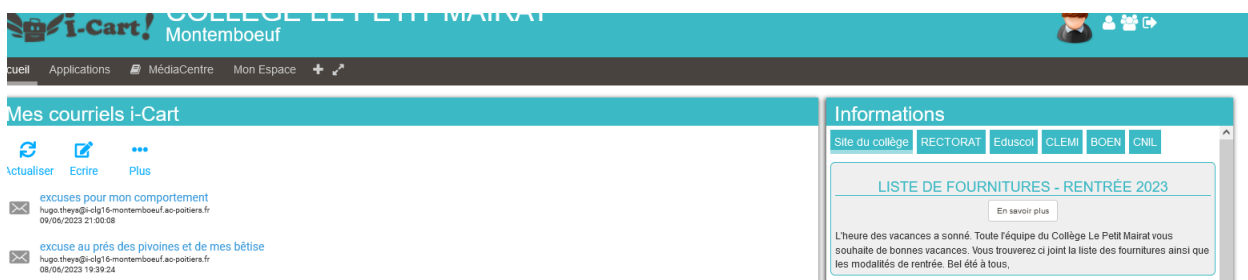 i-Cart!
COLLEGE LE PETIT MAIRAT
Montemboeuf
cueil Applications MédiaCentre Mon Espace
Mes courriels i-Cart
Actualiser Ecrire Plus
excuses pour mon comportement
hugo.theys@i-clg16-montemboeuf.ac-poitiers.fr
09/06/2023 21:00:08
excuse au prés des pivoines et de mes bêtise
hugo.theys@i-clg16-montemboeuf.ac-poitiers.fr
08/06/2023 19:39:24
Informations
Site du collège RECTORAT Eduscol CLEMI BOEN CNIL
LISTE DE FOURNITURES - RENTRÉE 2023
En savoir plus
L'heure des vacances a sonné. Toute l'équipe du Collège Le Petit Mairat vous
souhaite de bonnes vacances. Vous trouverez ci joint la liste des fournitures ainsi que
les modalités de rentrée. Bel été à tous,